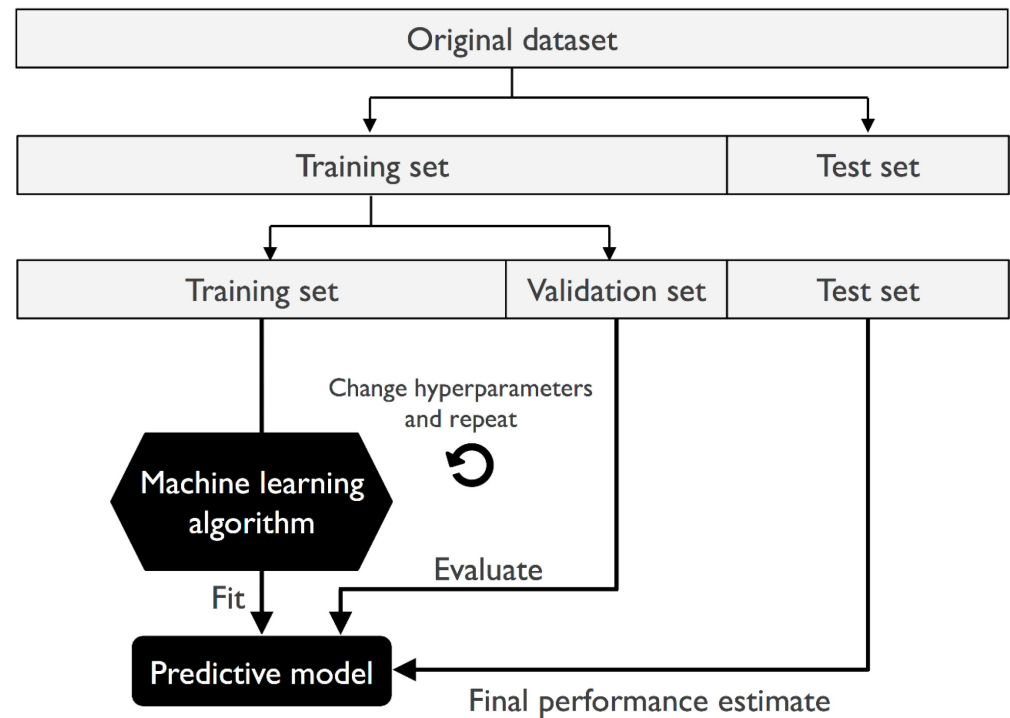 Original dataset
Training set
Test set
Training set
Validation set
Test set
Change hyperparameters
and repeat
Machine learning
algorithm
Evaluate
Fit
Predictive model
Final performance estimate